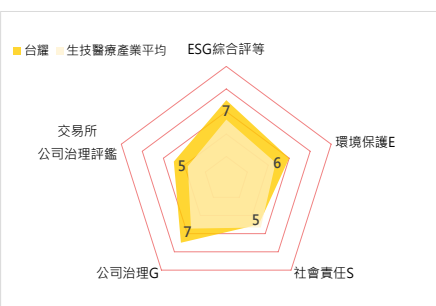 台耀 生技醫療產業平均
ESG綜合評等
7
環境保護E
6
交易所
公司治理評鑑
5
5
7
公司治理G
社會責任S